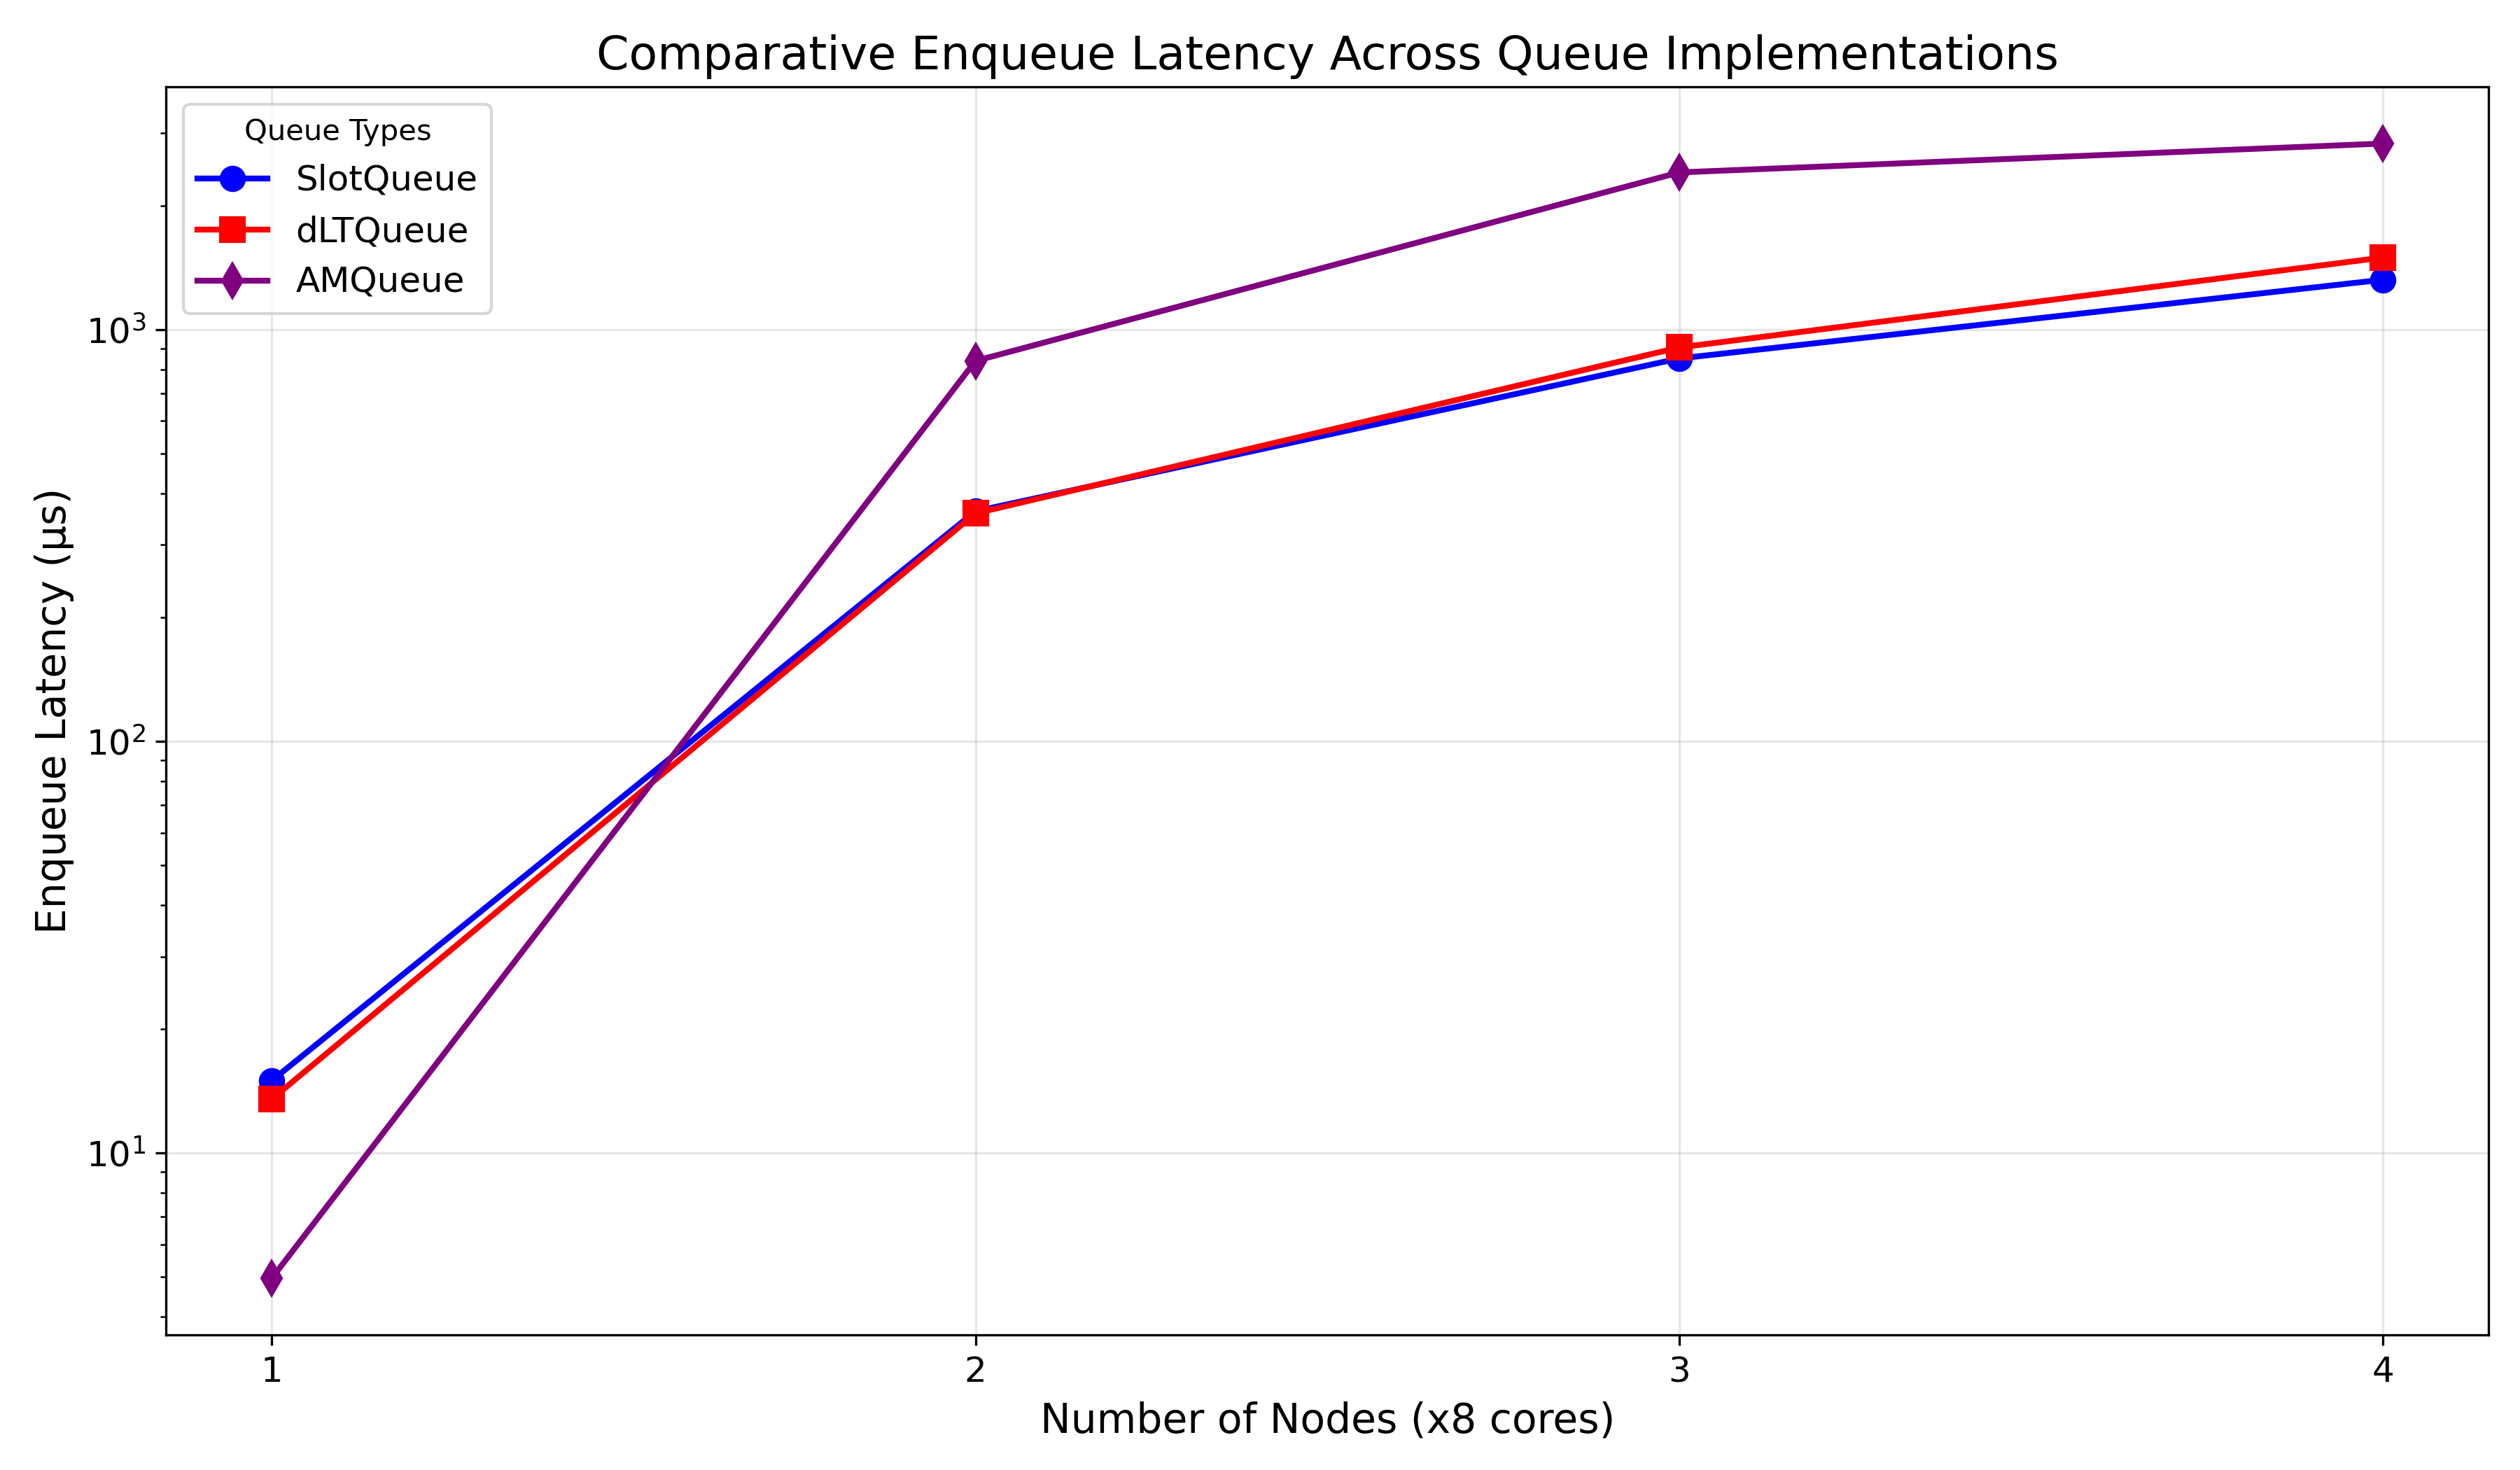 Comparative Enqueue Latency Across Queue Implementations
Queue Types
SlotQueue
dLTQueue
AMQueue
Enqueue Latency (μs)
10³
10²
10¹
1
2
3
4
Number of Nodes (x8 cores)